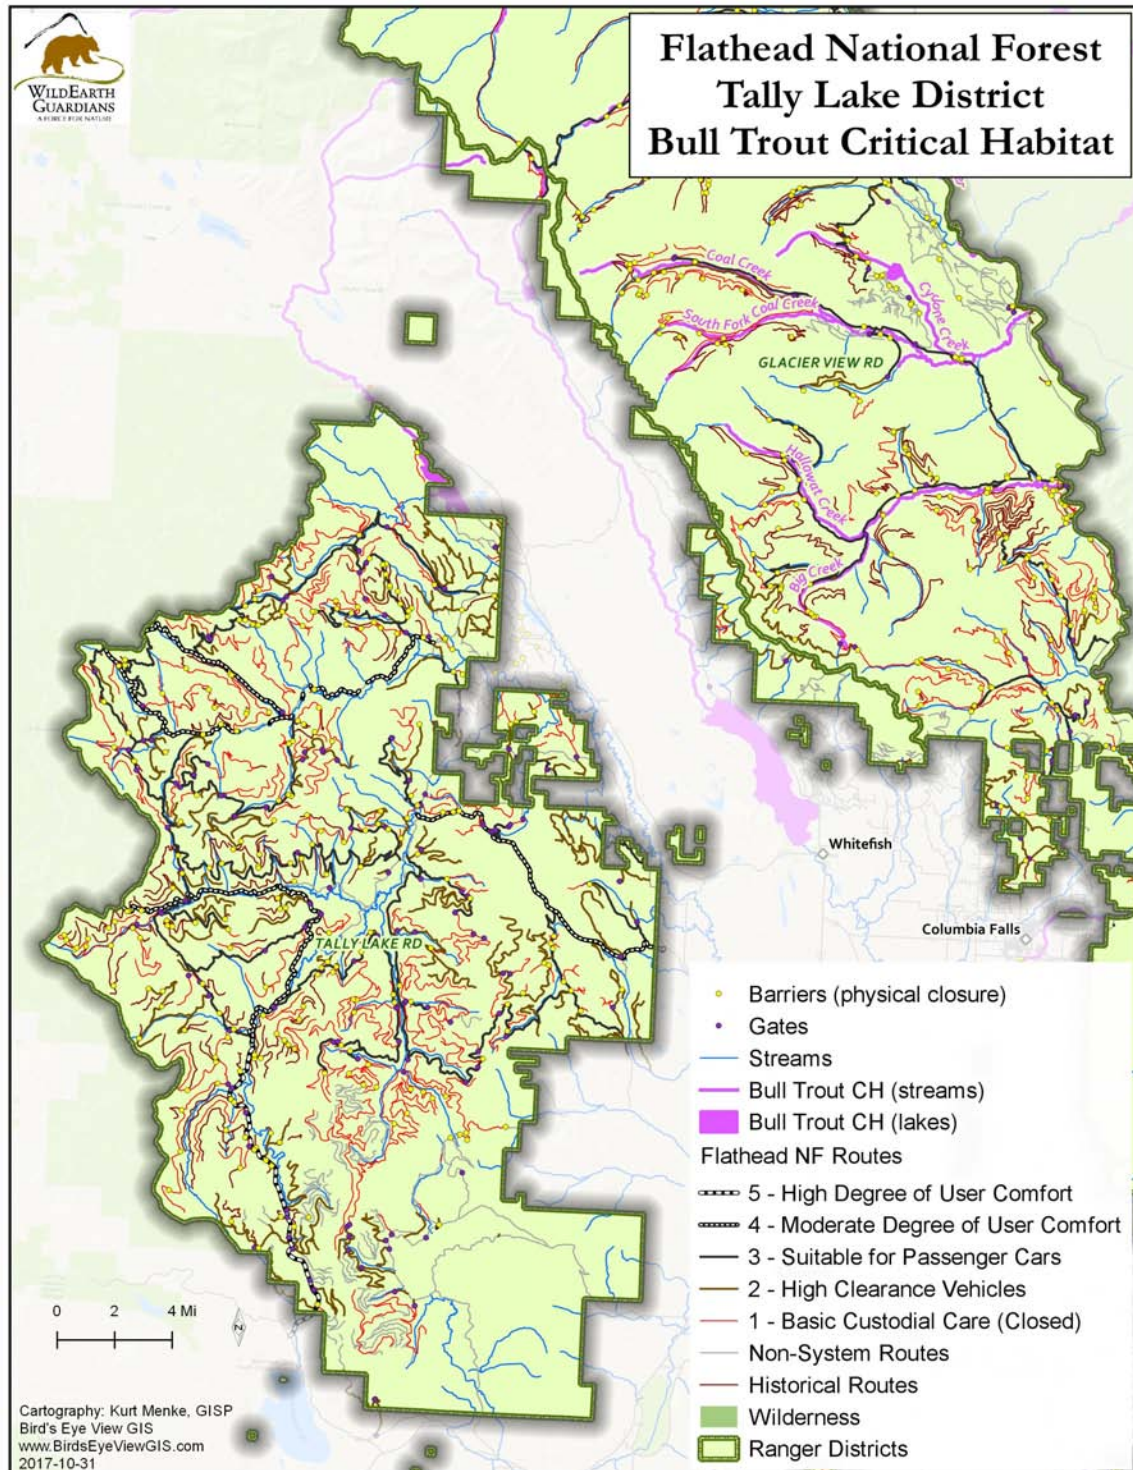 WILDEARTH
GUARDIANS
A FORCE FOR NATURE
Flathead National Forest
Tally Lake District
Bull Trout Critical Habitat
Coal Creek
South Fork Coal Creek
Cyclone Creek
GLACIER VIEW RD
Hallowat Creek
Big Creek
Whitefish
Columbia Falls
TALLY LAKE RD
Barriers (physical closure)
Gates
Streams
Bull Trout CH (streams)
Bull Trout CH (lakes)
Flathead NF Routes
5 - High Degree of User Comfort
4 - Moderate Degree of User Comfort
3 - Suitable for Passenger Cars
2 - High Clearance Vehicles
1 - Basic Custodial Care (Closed)
Non-System Routes
Historical Routes
Wilderness
Ranger Districts
0 2 4 Mi
N
Cartography: Kurt Menke, GISP
Bird's Eye View GIS
www.BirdsEyeViewGIS.com
2017-10-31